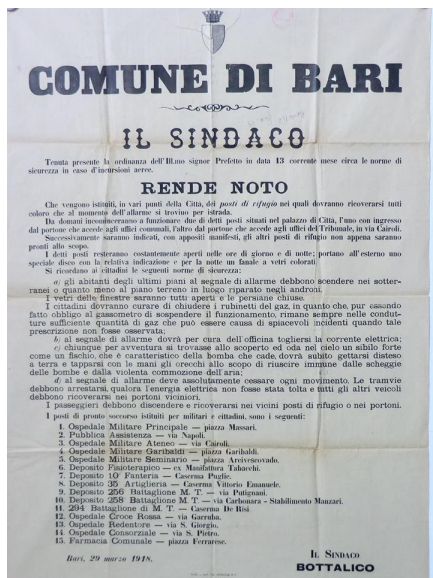 COMUNE DI BARI
IL SINDACO
Tenuta presente la ordinanza dell'Ill.mo signor Prefetto in data 13 corrente mese circa le norme di
sicurezza in caso d'incursioni aeree.
RENDE NOTO
Che vengono istituiti, in vari punti della Città, dei posti di rifugio nei quali dovranno ricoverarsi tutti
coloro che al momento dell'allarme si trovino per istrada.
Da domani incominceranno a funzionare due di detti posti situati nel palazzo di Città, l'uno con ingresso
dal portone che accede agli uffici comunali, l'altro dal portone che accede agli uffici del Tribunale, in via Cairoli.
Successivamente saranno indicati, con appositi manifesti, gli altri posti di rifugio non appena saranno
pronti allo scopo.
I detti posti resteranno costantemente aperti nelle ore di giorno e di notte; portano all'esterno uno
speciale disco con la relativa indicazione e per la notte un fanale a vetri colorati.
Si ricordano ai cittadini le seguenti norme di sicurezza:
a) gli abitanti degli ultimi piani al segnale di allarme debbono scendere nei sotter-
ranei o quanto meno al piano terreno in luogo riparato negli androni.
I vetri delle finestre saranno tutti aperti e le persiane chiuse.
I cittadini dovranno curare di chiudere i rubinetti del gaz, in quanto che, pur essendo
fatto obbligo al gassometro di sospendere il funzionamento, rimane sempre nelle condut-
ture sufficiente quantità di gaz che può essere causa di spiacevoli incidenti quando tale
prescrizione non fosse osservata;
b) al segnale di allarme dovrà per cura dell'officina togliersi la corrente elettrica;
c) chiunque per avventura si trovasse allo scoperto ed oda nel cielo un sibilo forte
come un fischio, che è caratteristico della bomba che cade, dovrà subito gettarsi disteso
a terra e tapparsi con le mani gli orecchi allo scopo di riuscire immune dalle schegge
delle bombe e dalla violenta commozione dell'aria;
d) al segnale di allarme deve assolutamente cessare ogni movimento. Le tramvie
debbono arrestarsi, qualora l'energia elettrica non fosse stata tolta e tutti gli altri veicoli
debbono ricoverarsi nei portoni viciniori.
I passeggieri debbono discendere e ricoverarsi nei vicini posti di rifugio o nei portoni.
I posti di pronto soccorso istituiti per militari e cittadini, sono i seguenti:
1. Ospedale Militare Principale — piazza Massari.
2. Pubblica Assistenza — via Napoli.
3. Ospedale Militare Ateneo — via Cairoli.
4. Ospedale Militare Garibaldi — piazza Garibaldi.
5. Ospedale Militare Seminario — piazza Arcivescovado.
6. Deposito Fisioterapico — ex Manifattura Tabacchi.
7. Deposito 10 Fanteria — Caserma Puglie.
8. Deposito 35 Artiglieria — Caserma Vittorio Emanuele.
9. Deposito 256 Battaglione M. T. — via Putignani.
10. Deposito 258 Battaglione M. T. — via Carbonara - Stabilimento Manzari.
11. 294 Battaglione di M. T. — Caserma De Risi
12. Ospedale Croce Rossa — via Garruba.
13. Ospedale Redentore — via S. Giorgio.
14. Ospedale Consorziale — via S. Pietro.
15. Farmacia Comunale — piazza Ferrarese.
Bari, 29 marzo 1918.
IL SINDACO
BOTTALICO